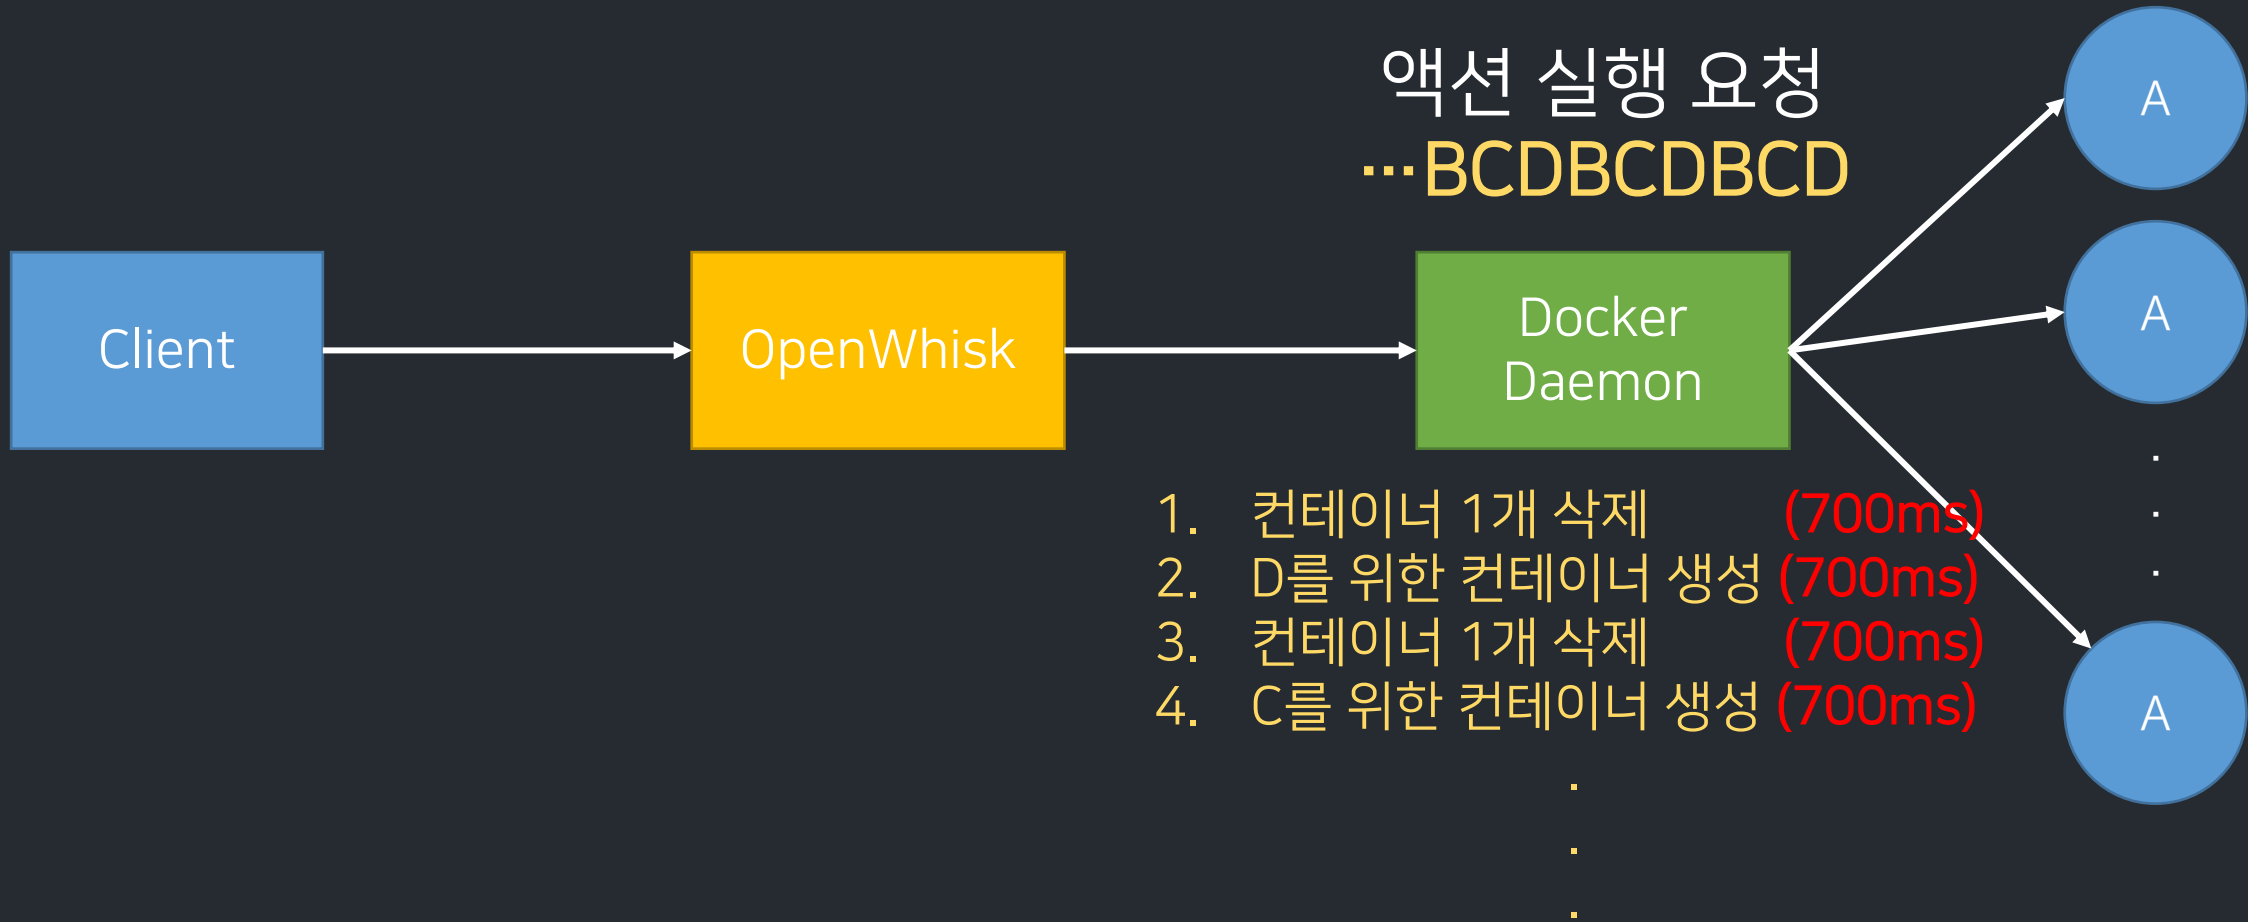 액션 실행 요청
…BCDBCDBCD
Client
OpenWhisk
Docker
Daemon
A
A
.
.
.
A
1. 컨테이너 1개 삭제 (700ms)
2. D를 위한 컨테이너 생성 (700ms)
3. 컨테이너 1개 삭제 (700ms)
4. C를 위한 컨테이너 생성 (700ms)
.
.
.